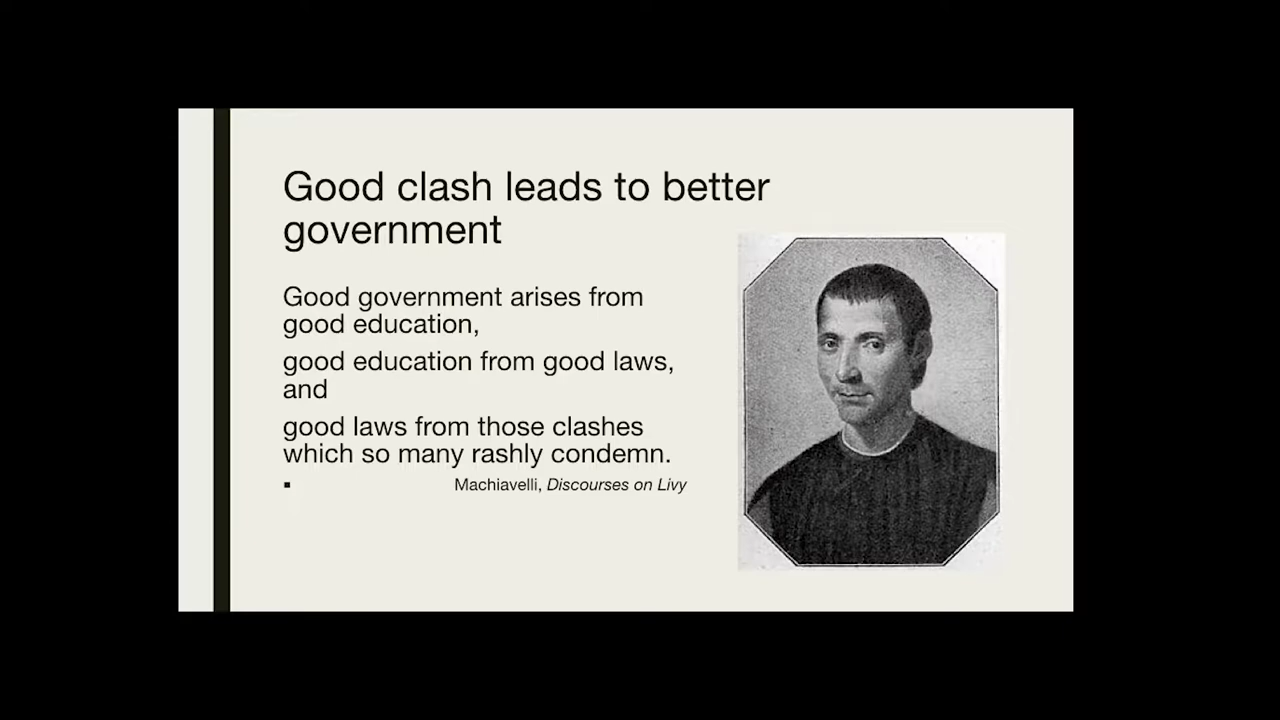 Good clash leads to better
government
Good government arises from
good education,
good education from good laws,
and
good laws from those clashes
which so many rashly condemn.
▪ Machiavelli, Discourses on Livy